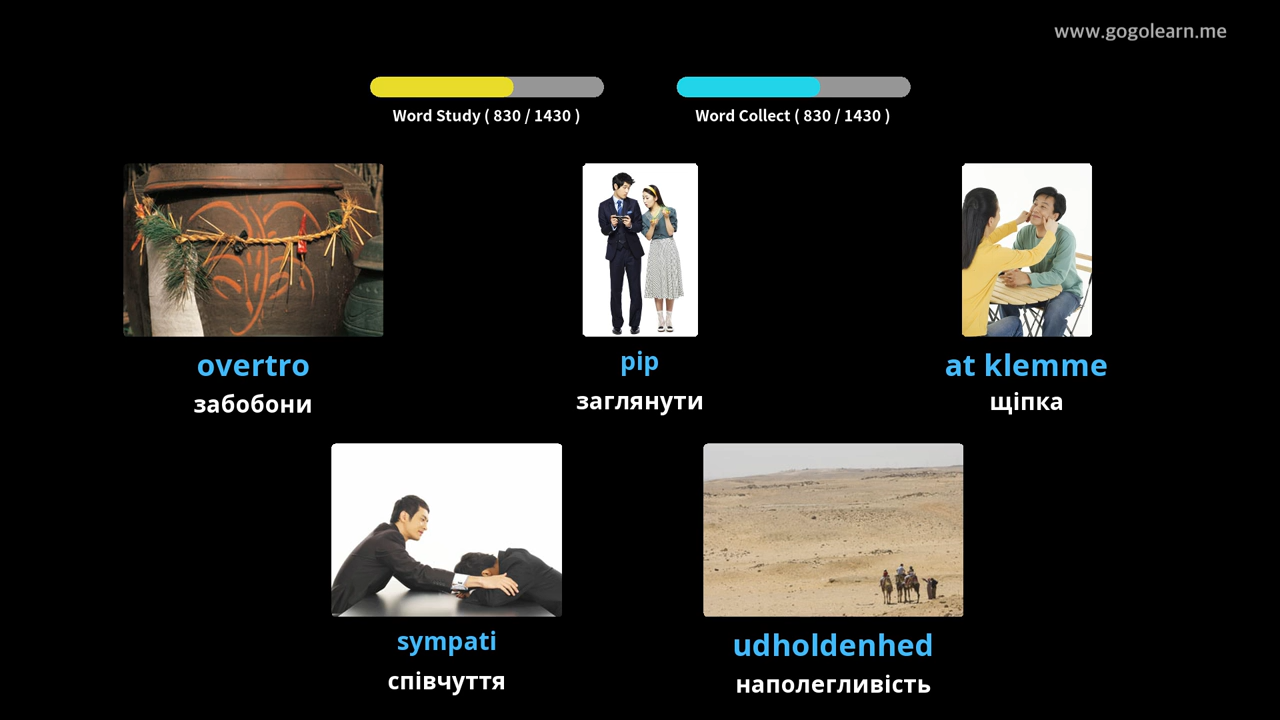 www.gogolearn.me
Word Study ( 830 / 1430 )
Word Collect ( 830 / 1430 )
overtro
забобони
pip
заглянути
at klemme
щіпка
sympati
співчуття
udholdenhed
наполегливість